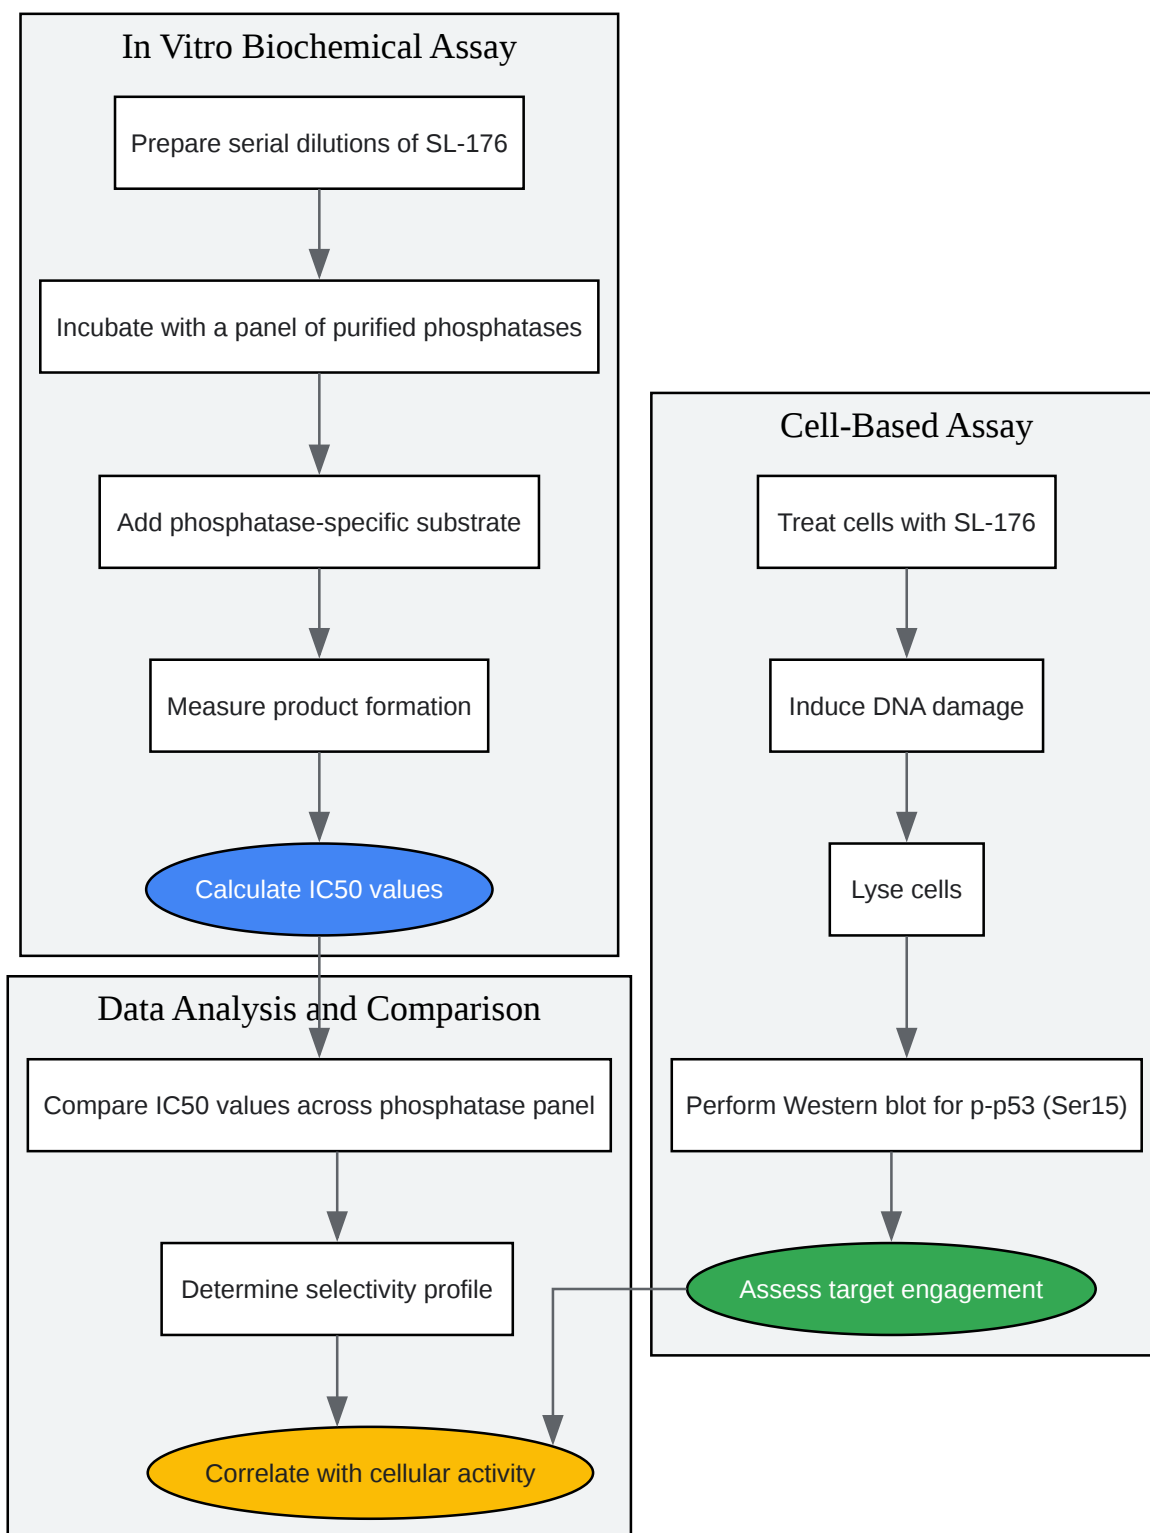 In Vitro Biochemical Assay
Prepare serial dilutions of SL-176
Incubate with a panel of purified phosphatases
Add phosphatase-specific substrate
Measure product formation
Calculate IC50 values
Cell-Based Assay
Treat cells with SL-176
Induce DNA damage
Lyse cells
Perform Western blot for p-p53 (Ser15)
Assess target engagement
Data Analysis and Comparison
Compare IC50 values across phosphatase panel
Determine selectivity profile
Correlate with cellular activity